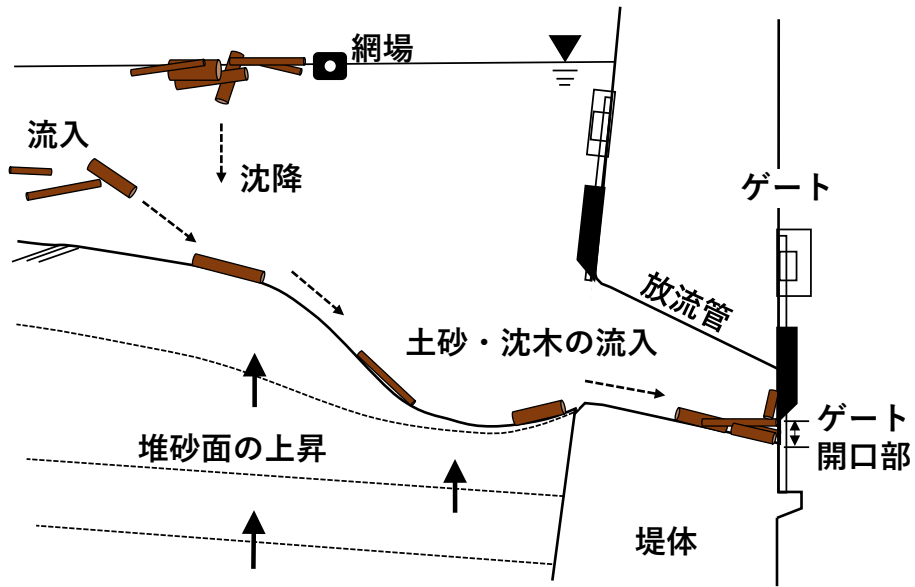 網場
流入
沈降
ゲート
放流管
土砂・沈木の流入
堆砂面の上昇
ゲート
開口部
堤体